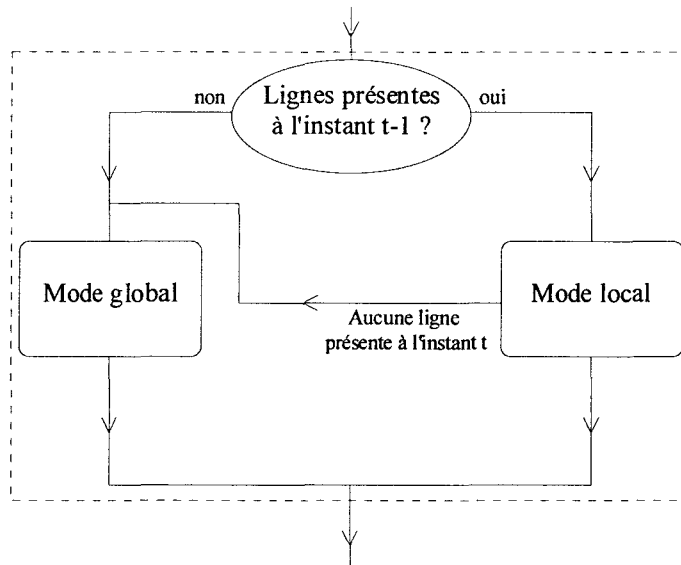 Lignes présentes
à l'instant t-1 ?
non
oui
Mode global
Mode local
Aucune ligne
présente à l'instant t